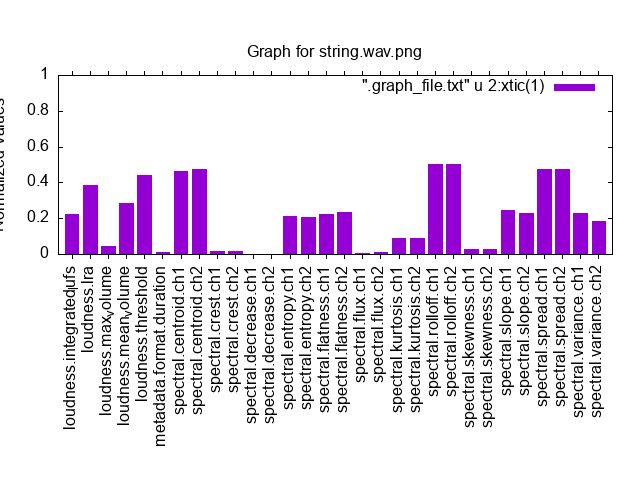 Graph for string.wav.png
".graph_file.txt" u 2:xtic(1)
1
0.8
0.6
0.4
0.2
0
Normalized Values
loudness.integratedlufs
loudness.lra
loudness.maxvolume
loudness.meanvolume
loudness.threshold
metadata.format.duration
spectral.centroid.ch1
spectral.centroid.ch2
spectral.crest.ch1
spectral.crest.ch2
spectral.decrease.ch1
spectral.decrease.ch2
spectral.entropy.ch1
spectral.entropy.ch2
spectral.flatness.ch1
spectral.flatness.ch2
spectral.flux.ch1
spectral.flux.ch2
spectral.kurtosis.ch1
spectral.kurtosis.ch2
spectral.rolloff.ch1
spectral.rolloff.ch2
spectral.skewness.ch1
spectral.skewness.ch2
spectral.slope.ch1
spectral.slope.ch2
spectral.spread.ch1
spectral.spread.ch2
spectral.variance.ch1
spectral.variance.ch2